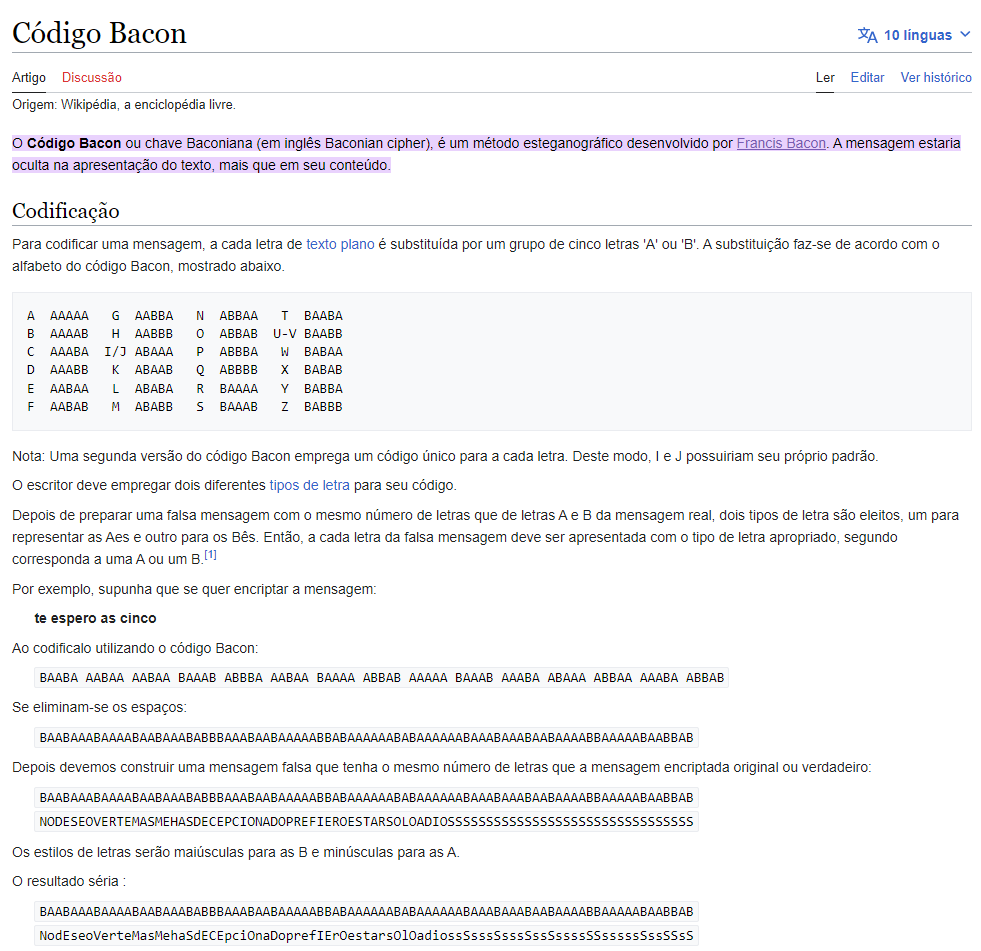 Código Bacon
10 línguas
Artigo Discussão Ler Editar Ver histórico
Origem: Wikipédia, a enciclopédia livre.
O Código Bacon ou chave Baconiana (em inglês Baconian cipher), é um método esteganográfico desenvolvido por Francis Bacon. A mensagem estaria
oculta na apresentação do texto, mais que em seu conteúdo.
Codificação
Para codificar uma mensagem, a cada letra de texto plano é substituída por um grupo de cinco letras 'A' ou 'B'. A substituição faz-se de acordo com o
alfabeto do código Bacon, mostrado abaixo.
A AAAAA G AABBA N ABBAA T BAABA
B AAAAB H AABBB O ABBAB U-V BAABB
C AAABA I/J ABAAA P ABBBA W BABAA
D AAABB K ABAAB Q ABBBB X BABAB
E AABAA L ABABA R BAAAA Y BABBA
F AABAB M ABABB S BAAAB Z BABBB
Nota: Uma segunda versão do código Bacon emprega um código único para a cada letra. Deste modo, I e J possuiriam seu próprio padrão.
O escritor deve empregar dois diferentes tipos de letra para seu código.
Depois de preparar uma falsa mensagem com o mesmo número de letras que de letras A e B da mensagem real, dois tipos de letra são eleitos, um para
representar as Aes e outro para os Bês. Então, a cada letra da falsa mensagem deve ser apresentada com o tipo de letra apropriado, segundo
corresponda a uma A ou um B.[1]
Por exemplo, supunha que se quer encriptar a mensagem:
te espero as cinco
Ao codificalo utilizando o código Bacon:
BAABA AABAA AABAA BAAAB ABBBA AABAA BAAAA ABBAB AAAAA BAAAB AAABA ABAAA ABBAA AAABA ABBAB
Se eliminam-se os espaços:
BAABAAABAAAABAABAAABABBBAAABAABAAAAABBABAAAAAABABAAAAAABAAABAAABAABAAAABBAAAAABAABBAB
Depois devemos construir uma mensagem falsa que tenha o mesmo número de letras que a mensagem encriptada original ou verdadeiro:
BAABAAABAAAABAABAAABABBBAAABAABAAAAABBABAAAAAABABAAAAAABAAABAAABAABAAAABBAAAAABAABBAB
NODESEOVERTEMASMEHASDECEPCIONADOPREFIEROESTARSOLOADIOSSSSSSSSSSSSSSSSSSSSSSSSSSSSSSSS
Os estilos de letras serão maiúsculas para as B e minúsculas para as A.
O resultado séria :
BAABAAABAAAABAABAAABABBBAAABAABAAAAABBABAAAAAABABAAAAAABAAABAAABAABAAAABBAAAAABAABBAB
NodEseoVerteMasMehaSdECEpciOnaDoprefIErOestarsOlOadiossSsssSsssSssSssssSSsssssSssSSsS